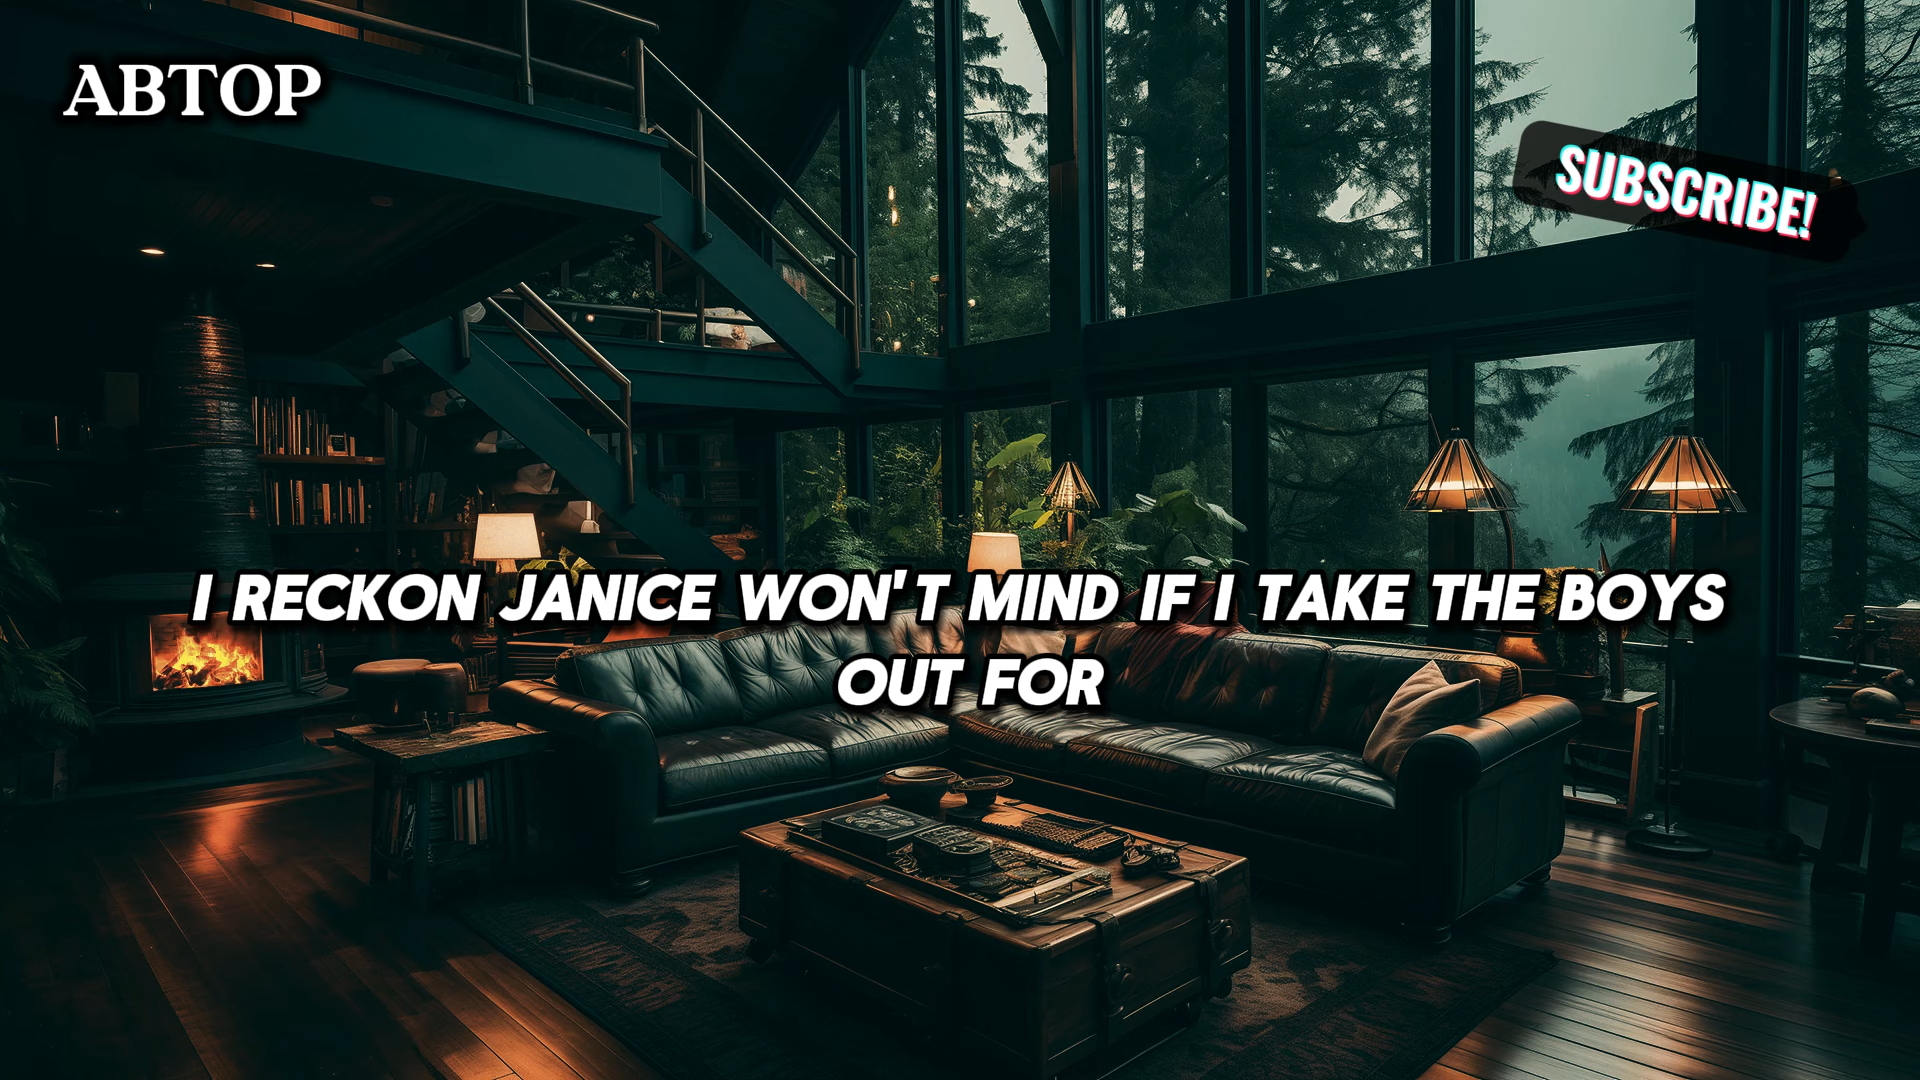 ABTOP
SUBSCRIBE!
I RECKON JANICE WON'T MIND IF I TAKE THE BOYS
OUT FOR